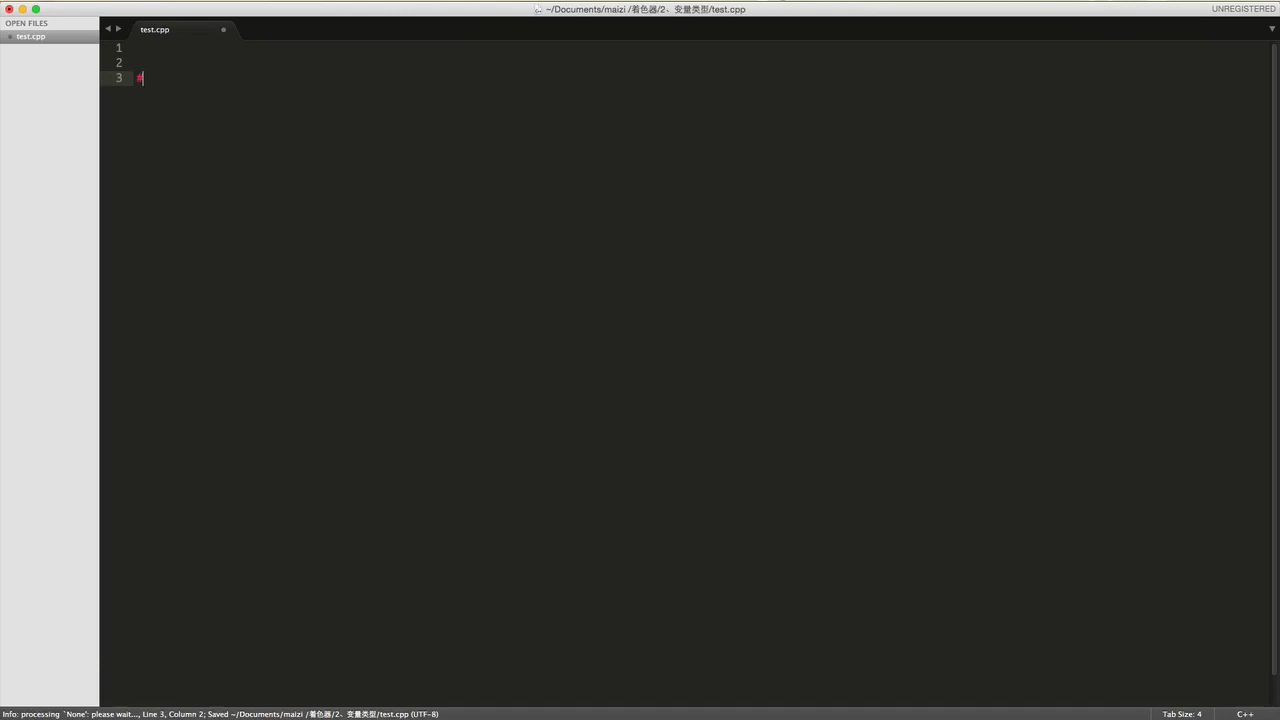 ~/Documents/maizi /着色器/2、变量类型/test.cpp
UNREGISTERED
OPEN FILES
test.cpp
test.cpp
1
2
3 #
Info: processing `None': please wait..., Line 3, Column 2; Saved ~/Documents/maizi /着色器/2、变量类型/test.cpp (UTF-8)
Tab Size: 4
C++